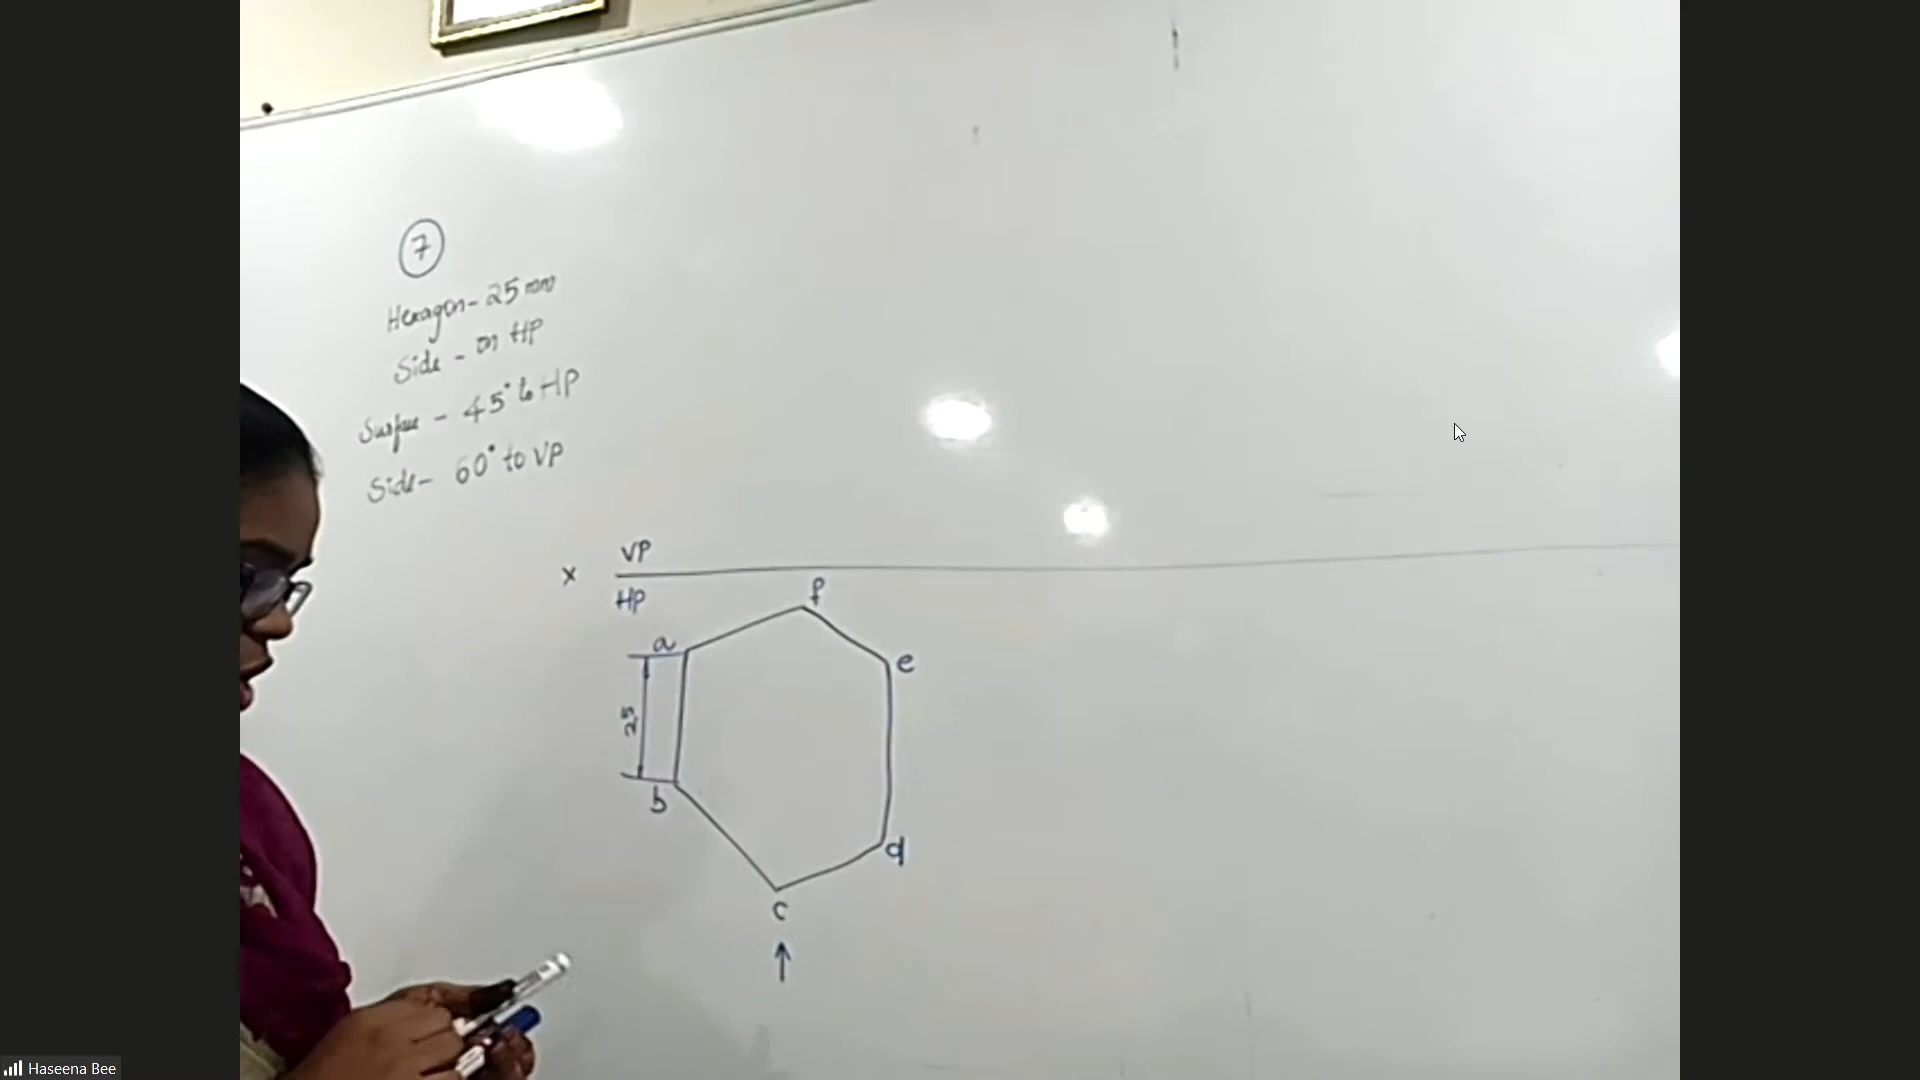 7
Hexagon - 25 mm
Side - on HP
Surface - 45° to HP
Side - 60° to VP
VP
X
HP
f
a
e
25
b
d
c
Haseena Bee